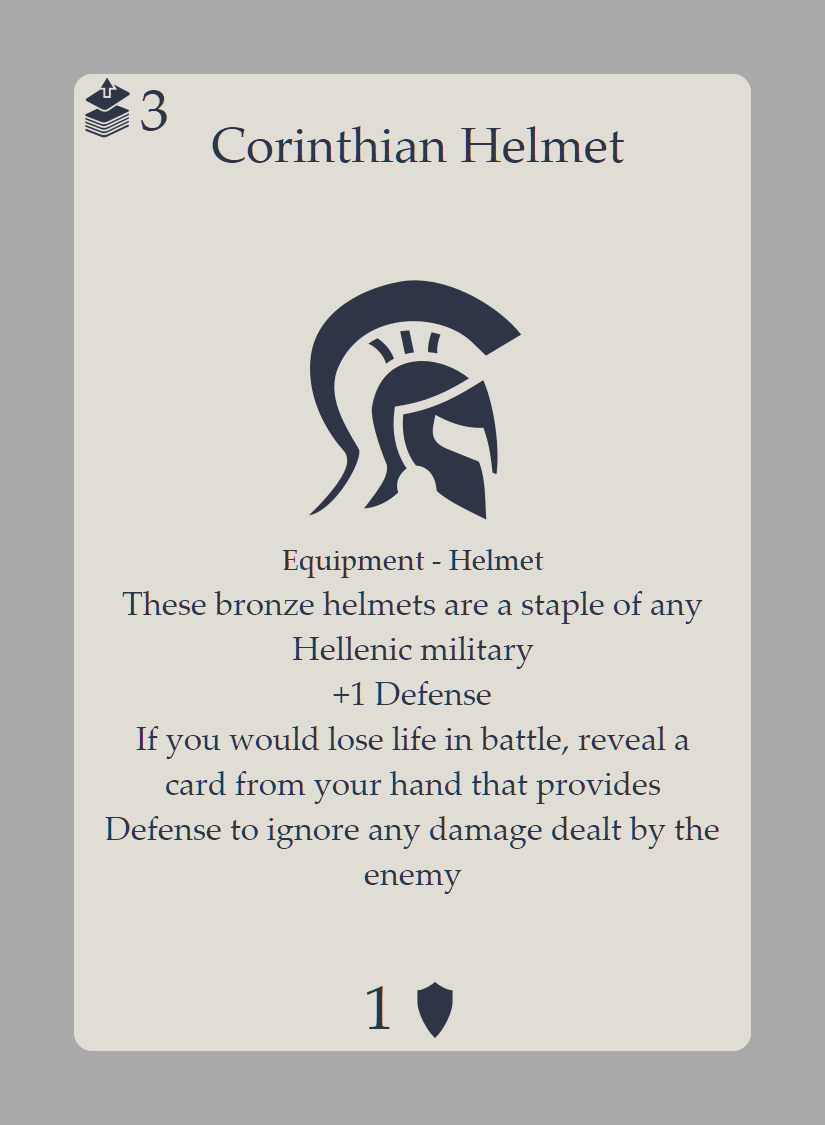 3
Corinthian Helmet
Equipment - Helmet
These bronze helmets are a staple of any
Hellenic military
+1 Defense
If you would lose life in battle, reveal a
card from your hand that provides
Defense to ignore any damage dealt by the
enemy
1